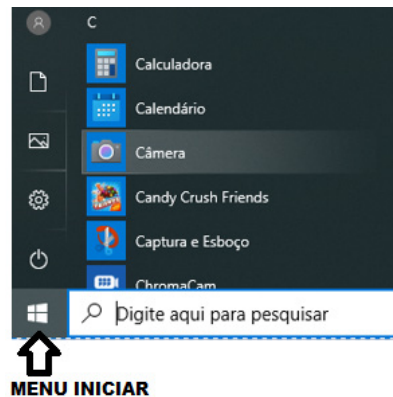 C
Calculadora
Calendário
Câmera
Candy Crush Friends
Captura e Esboço
ChromaCam
Digite aqui para pesquisar
MENU INICIAR